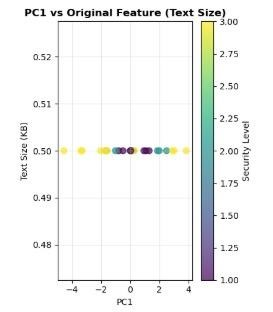 PC1 vs Original Feature (Text Size)
3.00
2.75
2.50
2.25
2.00
1.75
1.50
1.25
1.00
Security Level
0.52
0.51
0.50
0.49
0.48
Text Size (KB)
−4 −2 0 2 4
PC1